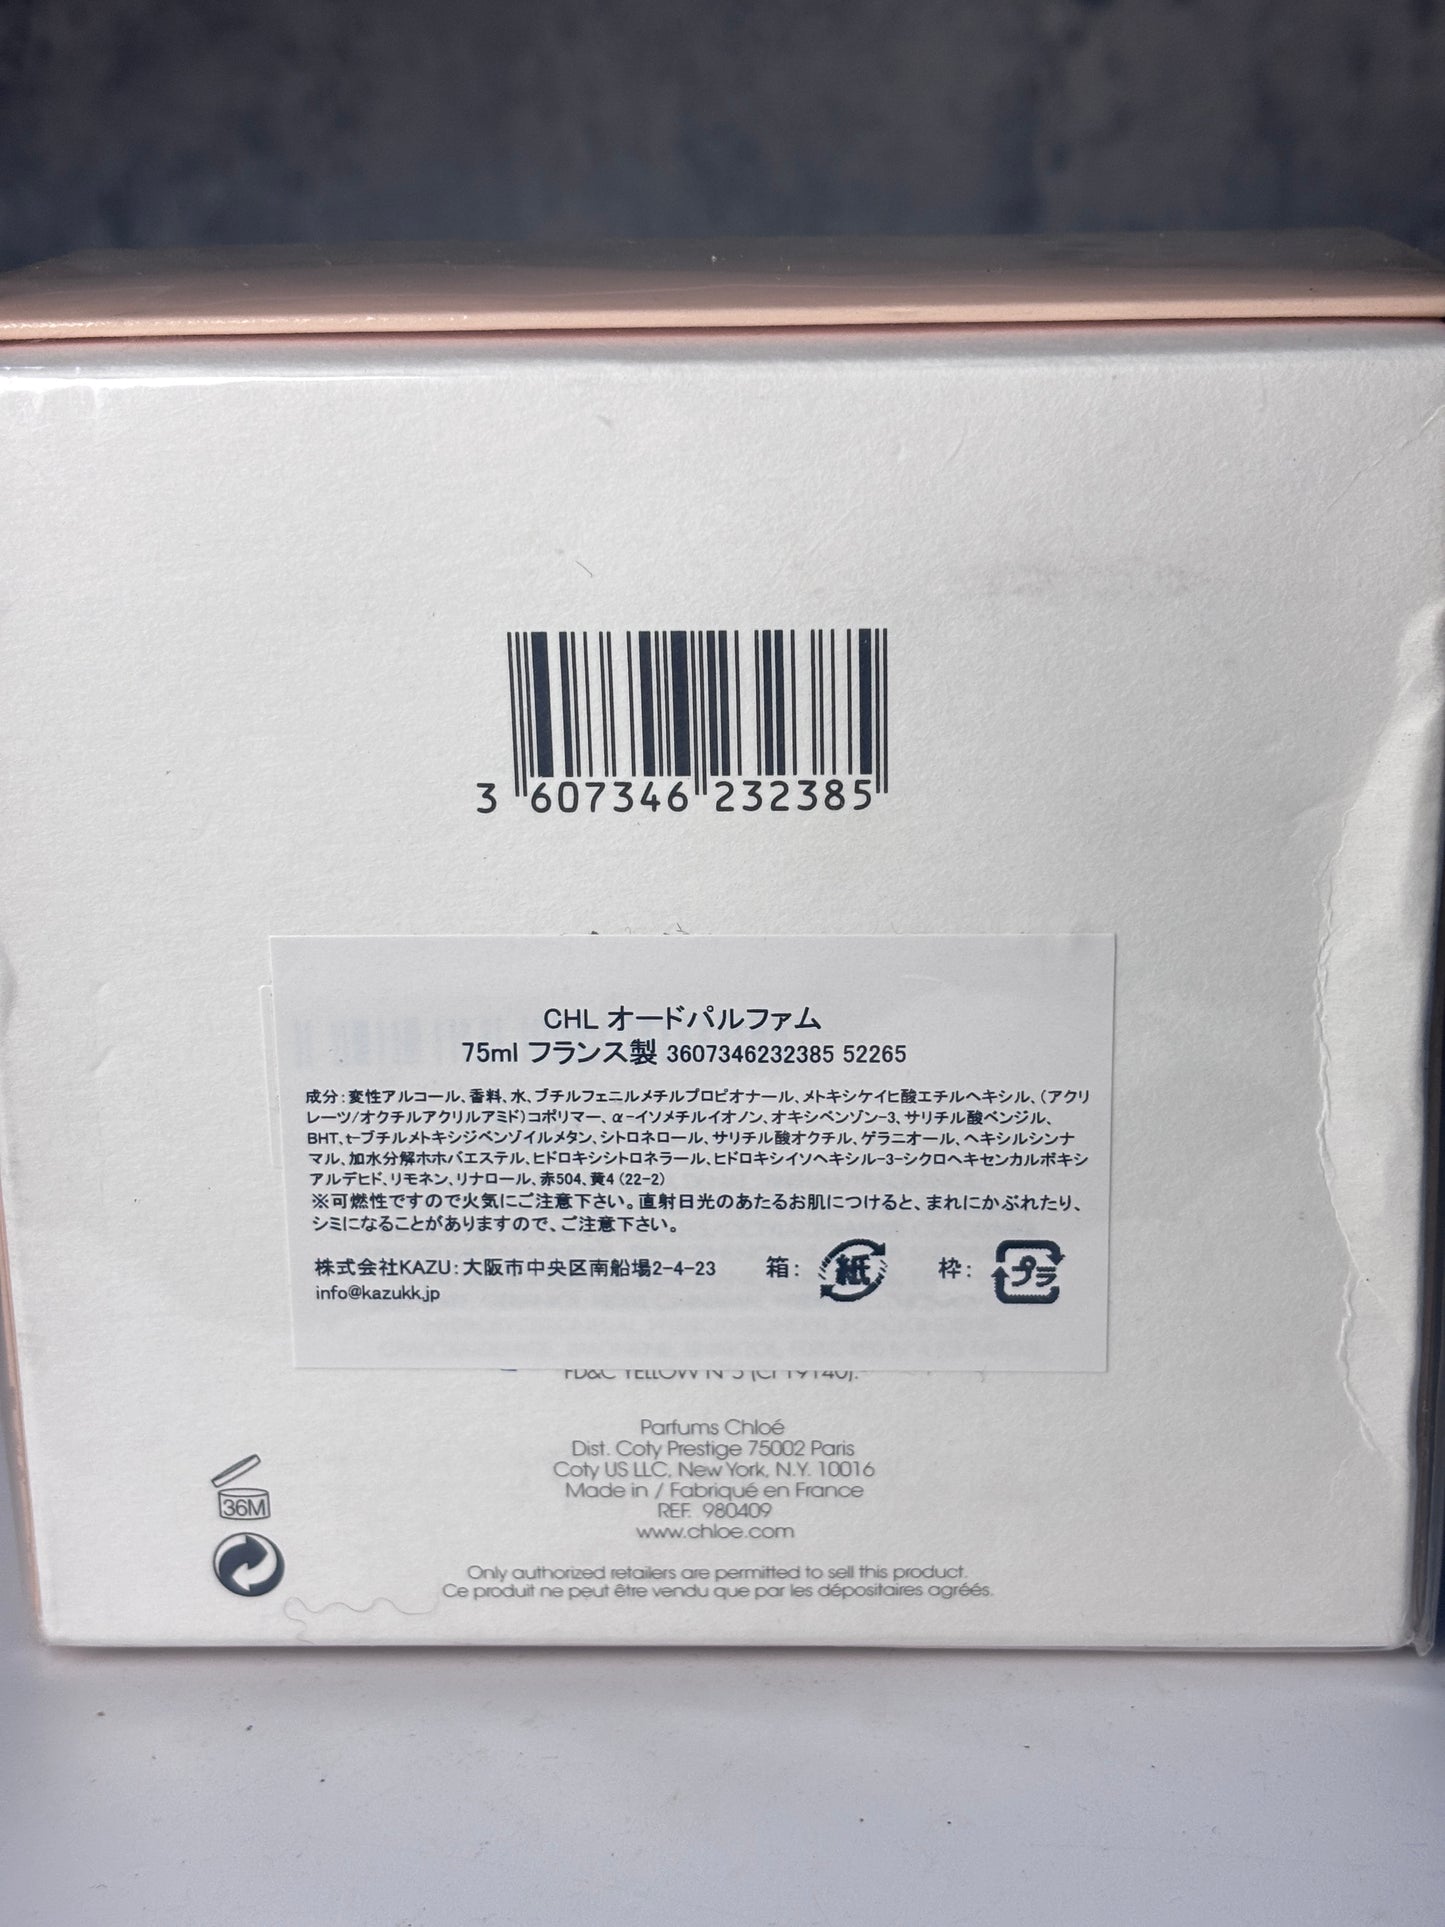 3 607346 232385
CHL オードパルファム
75ml フランス製 3607346232385 52265
成分:変性アルコール、香料、水、ブチルフェニルメチルプロピオナール、メトキシケイヒ酸エチルヘキシル、(アクリ
レーツ/オクチルアクリルアミド)コポリマー、α-イソメチルイオノン、オキシベンゾン-3、サリチル酸ベンジル、
BHT、t-ブチルメトキシジベンゾイルメタン、シトロネロール、サリチル酸オクチル、ゲラニオール、ヘキシルシンナ
マル、加水分解ホホバエステル、ヒドロキシシトロネラール、ヒドロキシイソヘキシル-3-シクロヘキセンカルボキシ
アルデヒド、リモネン、リナロール、赤504、黄4 (22-2)
※可燃性ですので火気にご注意下さい。直射日光のあたるお肌につけると、まれにかぶれたり、
シミになることがありますので、ご注意下さい。
株式会社KAZU:大阪市中央区南船場2-4-23 箱: 紙 枠: プラ
info@kazukk.jp
FD&C YELLOW N°5 (CI 19140).
Parfums Chloé
Dist. Coty Prestige 75002 Paris
Coty US LLC, New York, N.Y. 10016
Made in / Fabriqué en France
REF. 980409
www.chloe.com
36M
Only authorized retailers are permitted to sell this product.
Ce produit ne peut être vendu que par les dépositaires agréés.